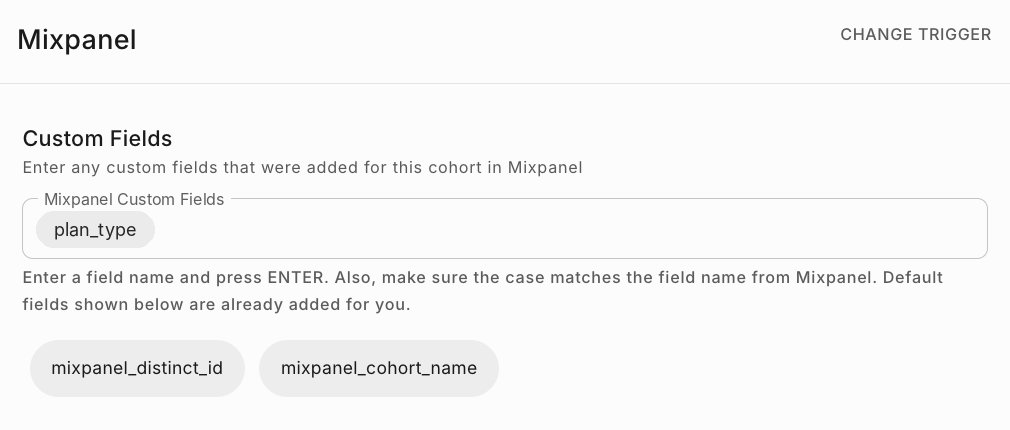 Mixpanel
CHANGE TRIGGER
Custom Fields
Enter any custom fields that were added for this cohort in Mixpanel
Mixpanel Custom Fields
plan_type
Enter a field name and press ENTER. Also, make sure the case matches the field name from Mixpanel. Default
fields shown below are already added for you.
mixpanel_distinct_id
mixpanel_cohort_name